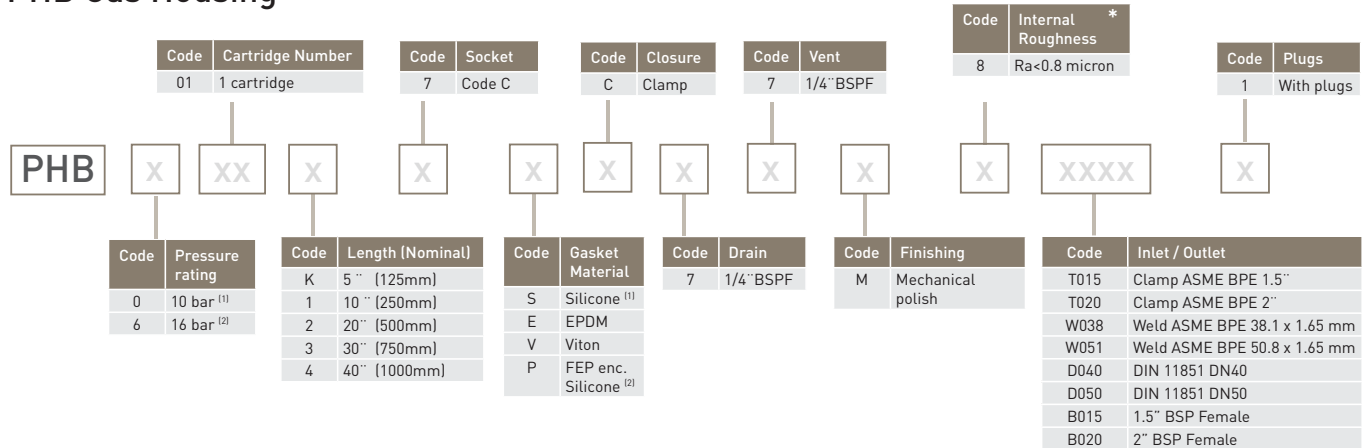 PHB Gas Housing
Code Cartridge Number
01 1 cartridge
Code Socket
7 Code C
Code Closure
C Clamp
Code Vent
7 1/4¨BSPF
Code Internal Roughness *
8 Ra<0.8 micron
Code Plugs
1 With plugs
PHB X XX X X X X X X X X XXXX X
Code Pressure rating
0 10 bar (1)
6 16 bar (2)
Code Length (Nominal)
K 5 ¨ (125mm)
1 10 ¨ (250mm)
2 20¨ (500mm)
3 30¨ (750mm)
4 40¨ (1000mm)
Code Gasket Material
S Silicone (1)
E EPDM
V Viton
P FEP enc. Silicone (2)
Code Drain
7 1/4¨BSPF
Code Finishing
M Mechanical polish
Code Inlet / Outlet
T015 Clamp ASME BPE 1.5¨
T020 Clamp ASME BPE 2¨
W038 Weld ASME BPE 38.1 x 1.65 mm
W051 Weld ASME BPE 50.8 x 1.65 mm
D040 DIN 11851 DN40
D050 DIN 11851 DN50
B015 1.5" BSP Female
B020 2" BSP Female